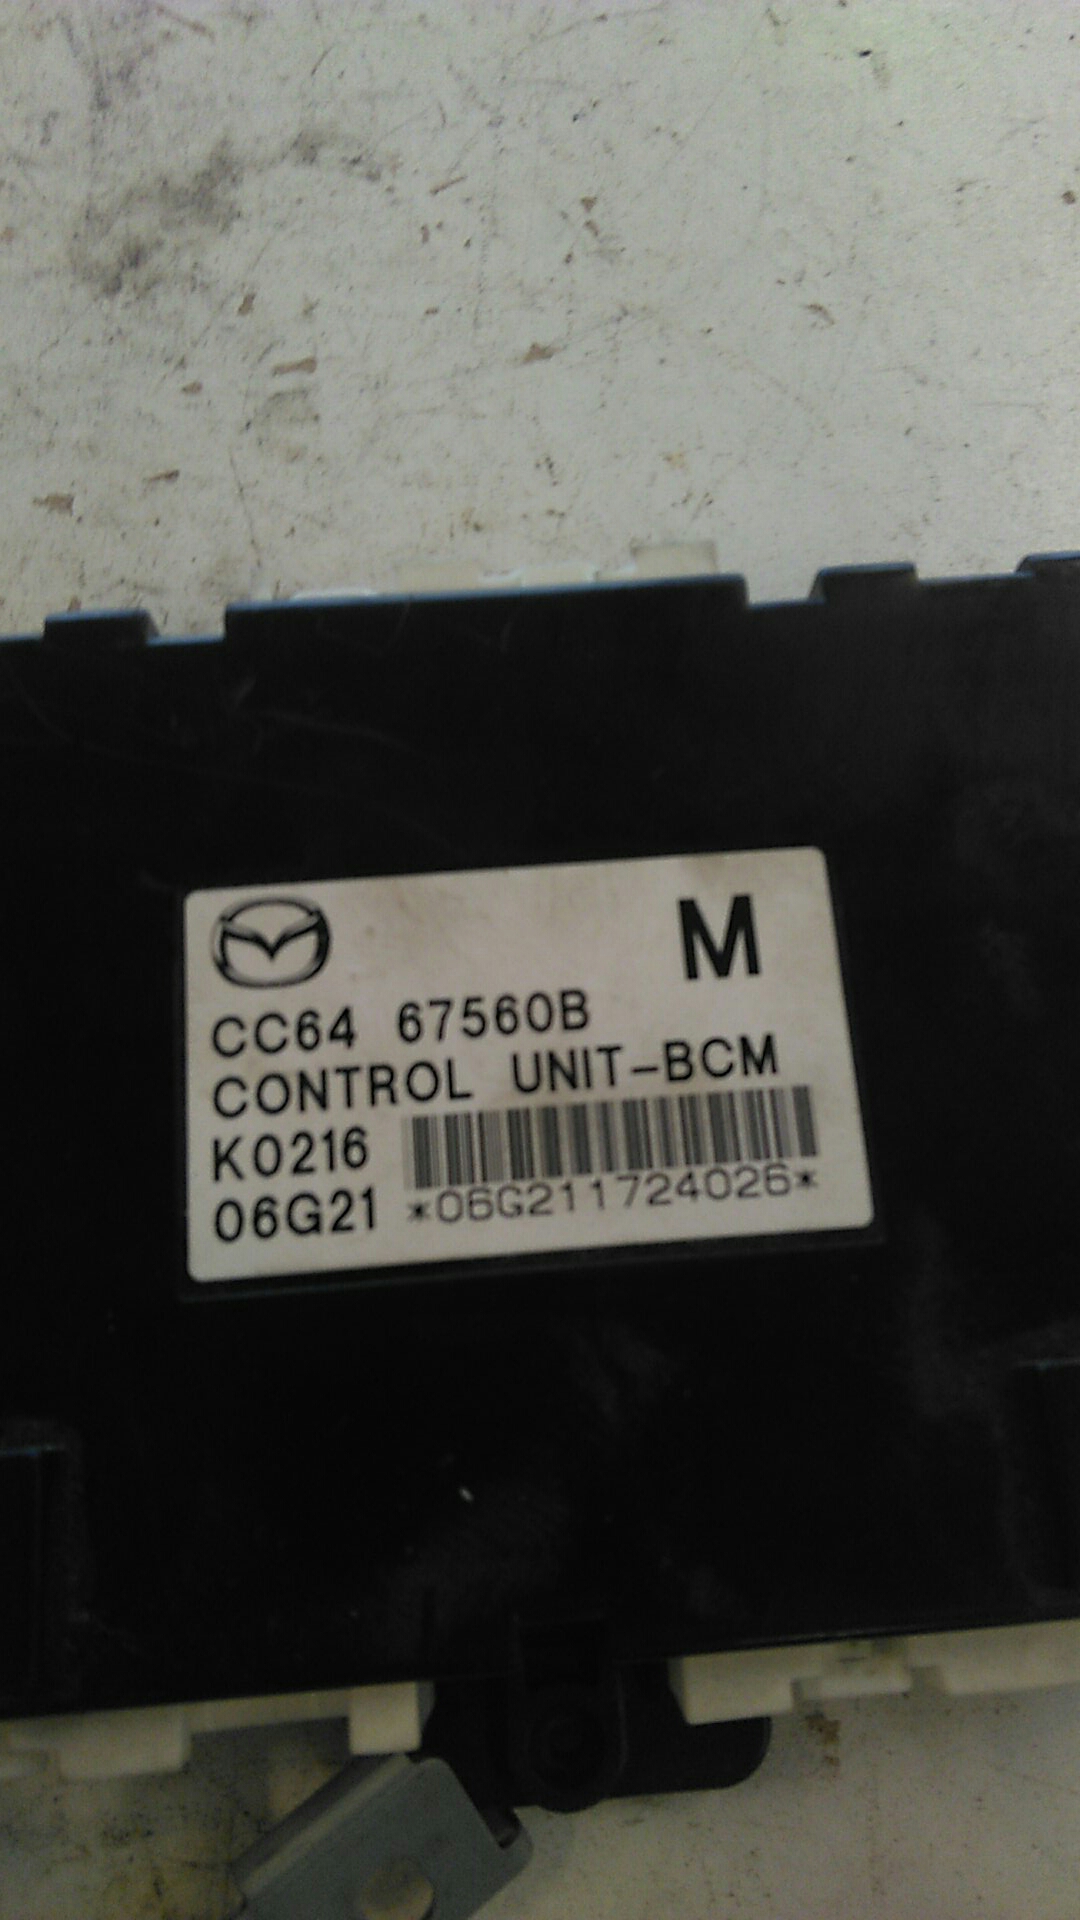 M
CC64 67560B
CONTROL UNIT-BCM
K0216
06G21 *06G211724026*